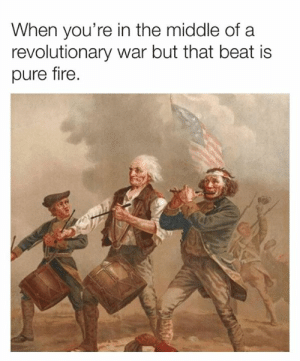 When you're in the middle of a
revolutionary war but that beat is
pure fire.